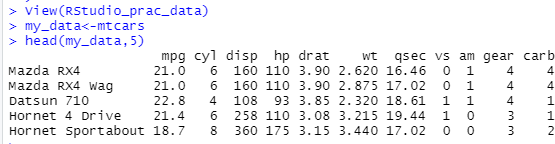 > View(RStudio_prac_data)
> my_data<-mtcars
> head(my_data,5)
                   mpg cyl disp  hp drat    wt  qsec vs am gear carb
Mazda RX4         21.0   6  160 110 3.90 2.620 16.46  0  1    4    4
Mazda RX4 Wag     21.0   6  160 110 3.90 2.875 17.02  0  1    4    4
Datsun 710        22.8   4  108  93 3.85 2.320 18.61  1  1    4    1
Hornet 4 Drive    21.4   6  258 110 3.08 3.215 19.44  1  0    3    1
Hornet Sportabout 18.7   8  360 175 3.15 3.440 17.02  0  0    3    2